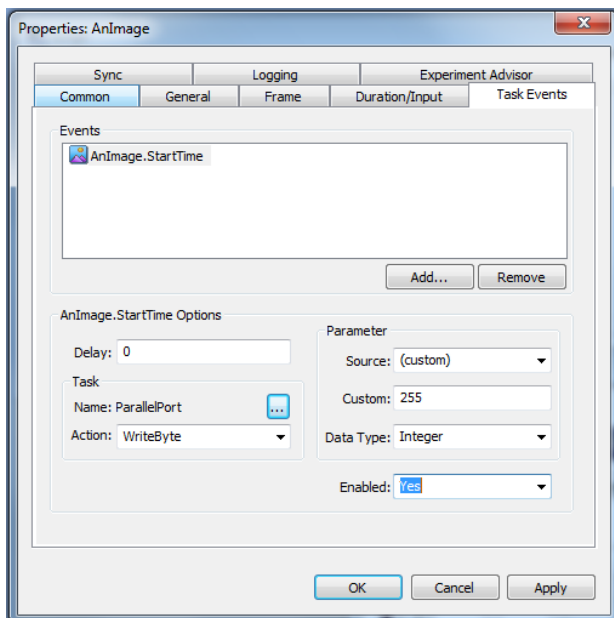 Properties: AnImage
Sync Logging Experiment Advisor
Common General Frame Duration/Input Task Events
Events
AnImage.StartTime
Add... Remove
AnImage.StartTime Options
Delay: 0
Task
Name: ParallelPort ...
Action: WriteByte
Parameter
Source: (custom)
Custom: 255
Data Type: Integer
Enabled: Yes
OK Cancel Apply